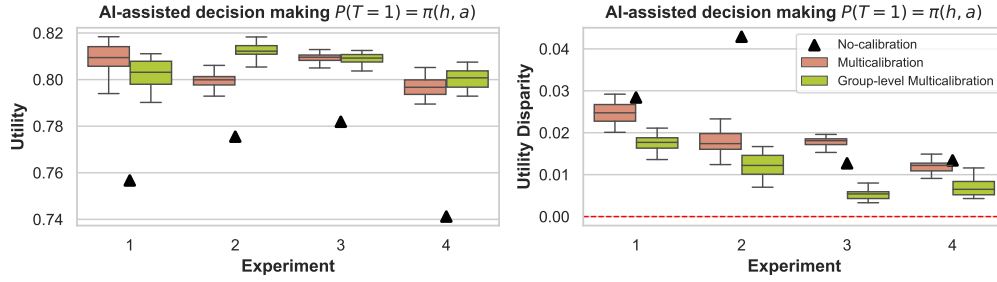 AI-assisted decision making P(T = 1) = π(h, a)
Utility
0.82
0.80
0.78
0.76
0.74
1 2 3 4
Experiment
AI-assisted decision making P(T = 1) = π(h, a)
Utility Disparity
0.04
0.03
0.02
0.01
0.00
No-calibration
Multicalibration
Group-level Multicalibration
1 2 3 4
Experiment